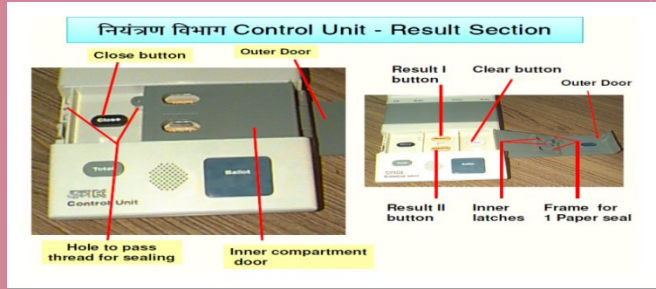 नियंत्रण विभाग Control Unit - Result Section
Close button
Outer Door
Result I
button
Clear button
Outer Door
Close
Total
Ballot
Control Unit
Result II
button
Inner
latches
Frame for
1 Paper seal
Hole to pass
thread for sealing
Inner compartment
door